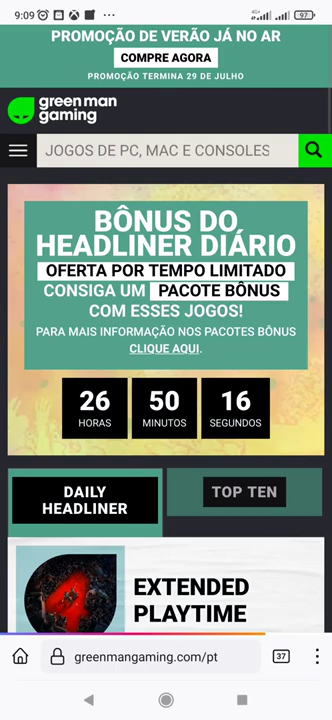 9:09
4G+
97
PROMOÇÃO DE VERÃO JÁ NO AR
COMPRE AGORA
PROMOÇÃO TERMINA 29 DE JULHO
green man
gaming
JOGOS DE PC, MAC E CONSOLES
BÔNUS DO
HEADLINER DIÁRIO
OFERTA POR TEMPO LIMITADO
CONSIGA UM PACOTE BÔNUS
COM ESSES JOGOS!
PARA MAIS INFORMAÇÃO NOS PACOTES BÔNUS
CLIQUE AQUI.
26 50 16
HORAS MINUTOS SEGUNDOS
DAILY
HEADLINER
TOP TEN
EXTENDED
PLAYTIME
greenmangaming.com/pt
37